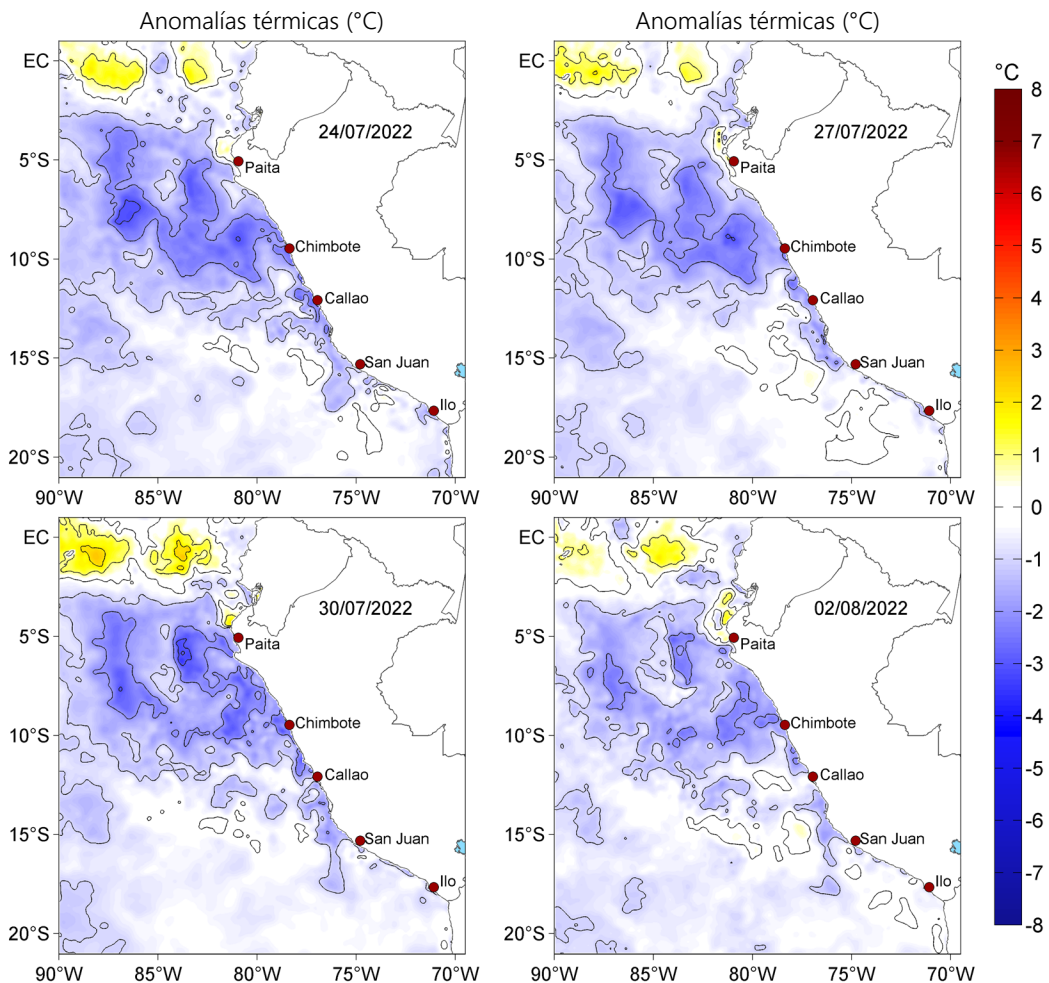 Anomalías térmicas (°C)
Anomalías térmicas (°C)
EC
5°S
10°S
15°S
20°S
24/07/2022
Paita
Chimbote
Callao
San Juan
Ilo
90°W
85°W
80°W
75°W
70°W
EC
5°S
10°S
15°S
20°S
27/07/2022
Paita
Chimbote
Callao
San Juan
Ilo
90°W
85°W
80°W
75°W
70°W
EC
5°S
10°S
15°S
20°S
30/07/2022
Paita
Chimbote
Callao
San Juan
Ilo
90°W
85°W
80°W
75°W
70°W
EC
5°S
10°S
15°S
20°S
02/08/2022
Paita
Chimbote
Callao
San Juan
Ilo
90°W
85°W
80°W
75°W
70°W
°C
8
7
6
5
4
3
2
1
0
-1
-2
-3
-4
-5
-6
-7
-8